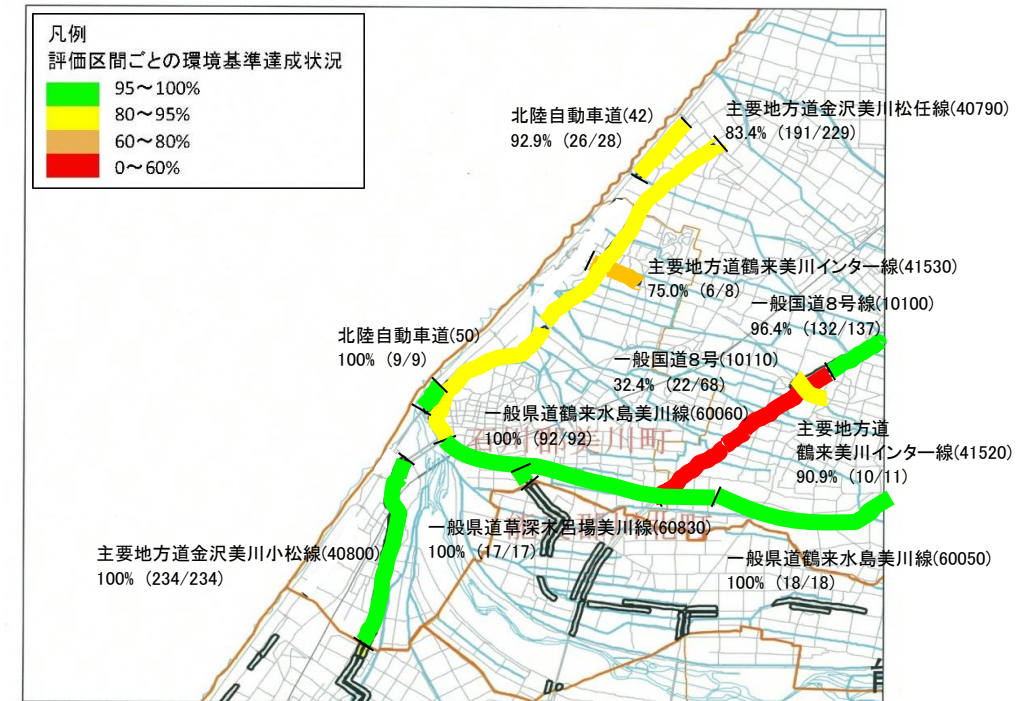 凡例
評価区間ごとの環境基準達成状況
95～100%
80～95%
60～80%
0～60%
北陸自動車道(42)
92.9% (26/28)
主要地方道金沢美川松任線(40790)
83.4% (191/229)
主要地方道鶴来美川インター線(41530)
75.0% (6/8)
一般国道8号線(10100)
96.4% (132/137)
北陸自動車道(50)
100% (9/9)
一般国道8号(10110)
32.4% (22/68)
一般県道鶴来水島美川線(60060)
100% (92/92)
石川郡美川町
主要地方道
鶴来美川インター線(41520)
90.9% (10/11)
一般県道草深木呂場美川線(60830)
100% (17/17)
主要地方道金沢美川小松線(40800)
100% (234/234)
一般県道鶴来水島美川線(60050)
100% (18/18)